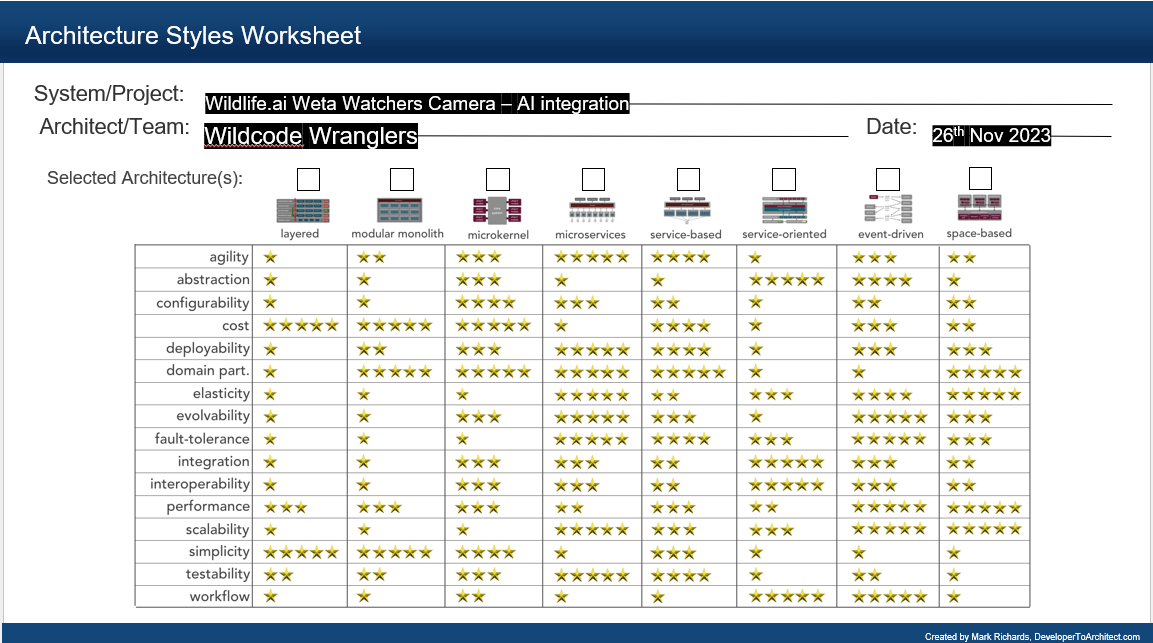 Architecture Styles Worksheet
System/Project: Wildlife.ai Weta Watchers Camera – AI integration
Architect/Team: Wildcode Wranglers Date: 26th Nov 2023
Selected Architecture(s):
layered modular monolith microkernel microservices service-based service-oriented event-driven space-based
agility
abstraction
configurability
cost
deployability
domain part.
elasticity
evolvability
fault-tolerance
integration
interoperability
performance
scalability
simplicity
testability
workflow
Created by Mark Richards, DeveloperToArchitect.com